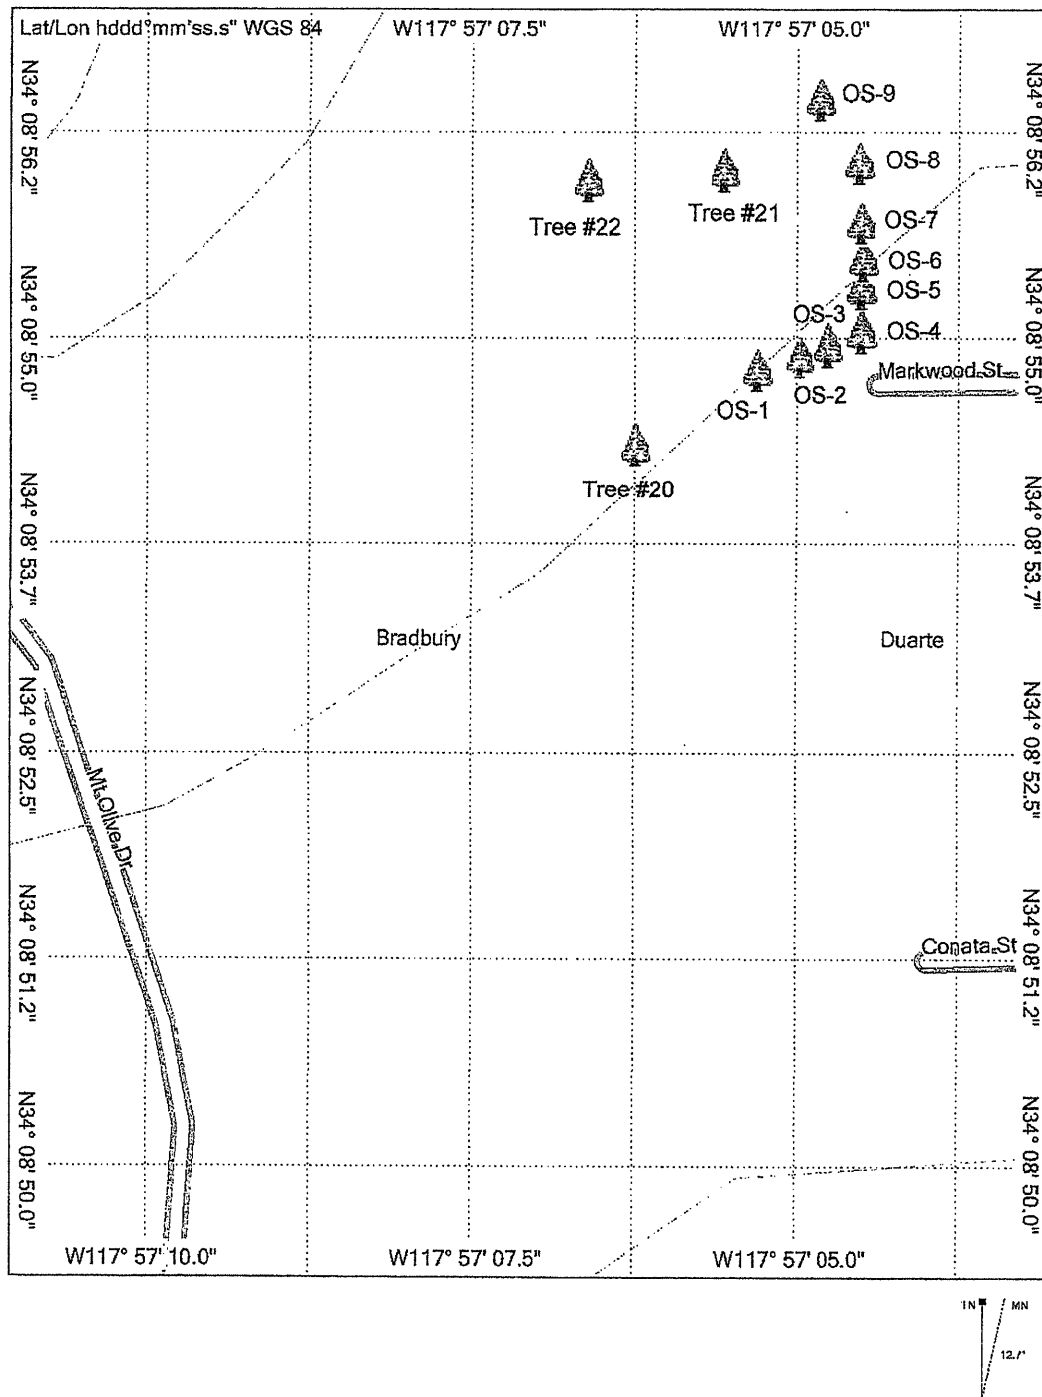 Lat/Lon hddd°mm'ss.s" WGS 84
W117° 57' 07.5"
W117° 57' 05.0"
N34° 08' 56.2"
N34° 08' 56.2"
OS-9
OS-8
Tree #22
Tree #21
OS-7
OS-6
OS-5
OS-3
OS-4
N34° 08' 55.0"
N34° 08' 55.0"
Markwood St
OS-1
OS-2
Tree #20
N34° 08' 53.7"
N34° 08' 53.7"
Bradbury
Duarte
N34° 08' 52.5"
N34° 08' 52.5"
Mt Olive Dr
N34° 08' 51.2"
N34° 08' 51.2"
Conata St
N34° 08' 50.0"
N34° 08' 50.0"
W117° 57' 10.0"
W117° 57' 07.5"
W117° 57' 05.0"
TN
MN
12.7°